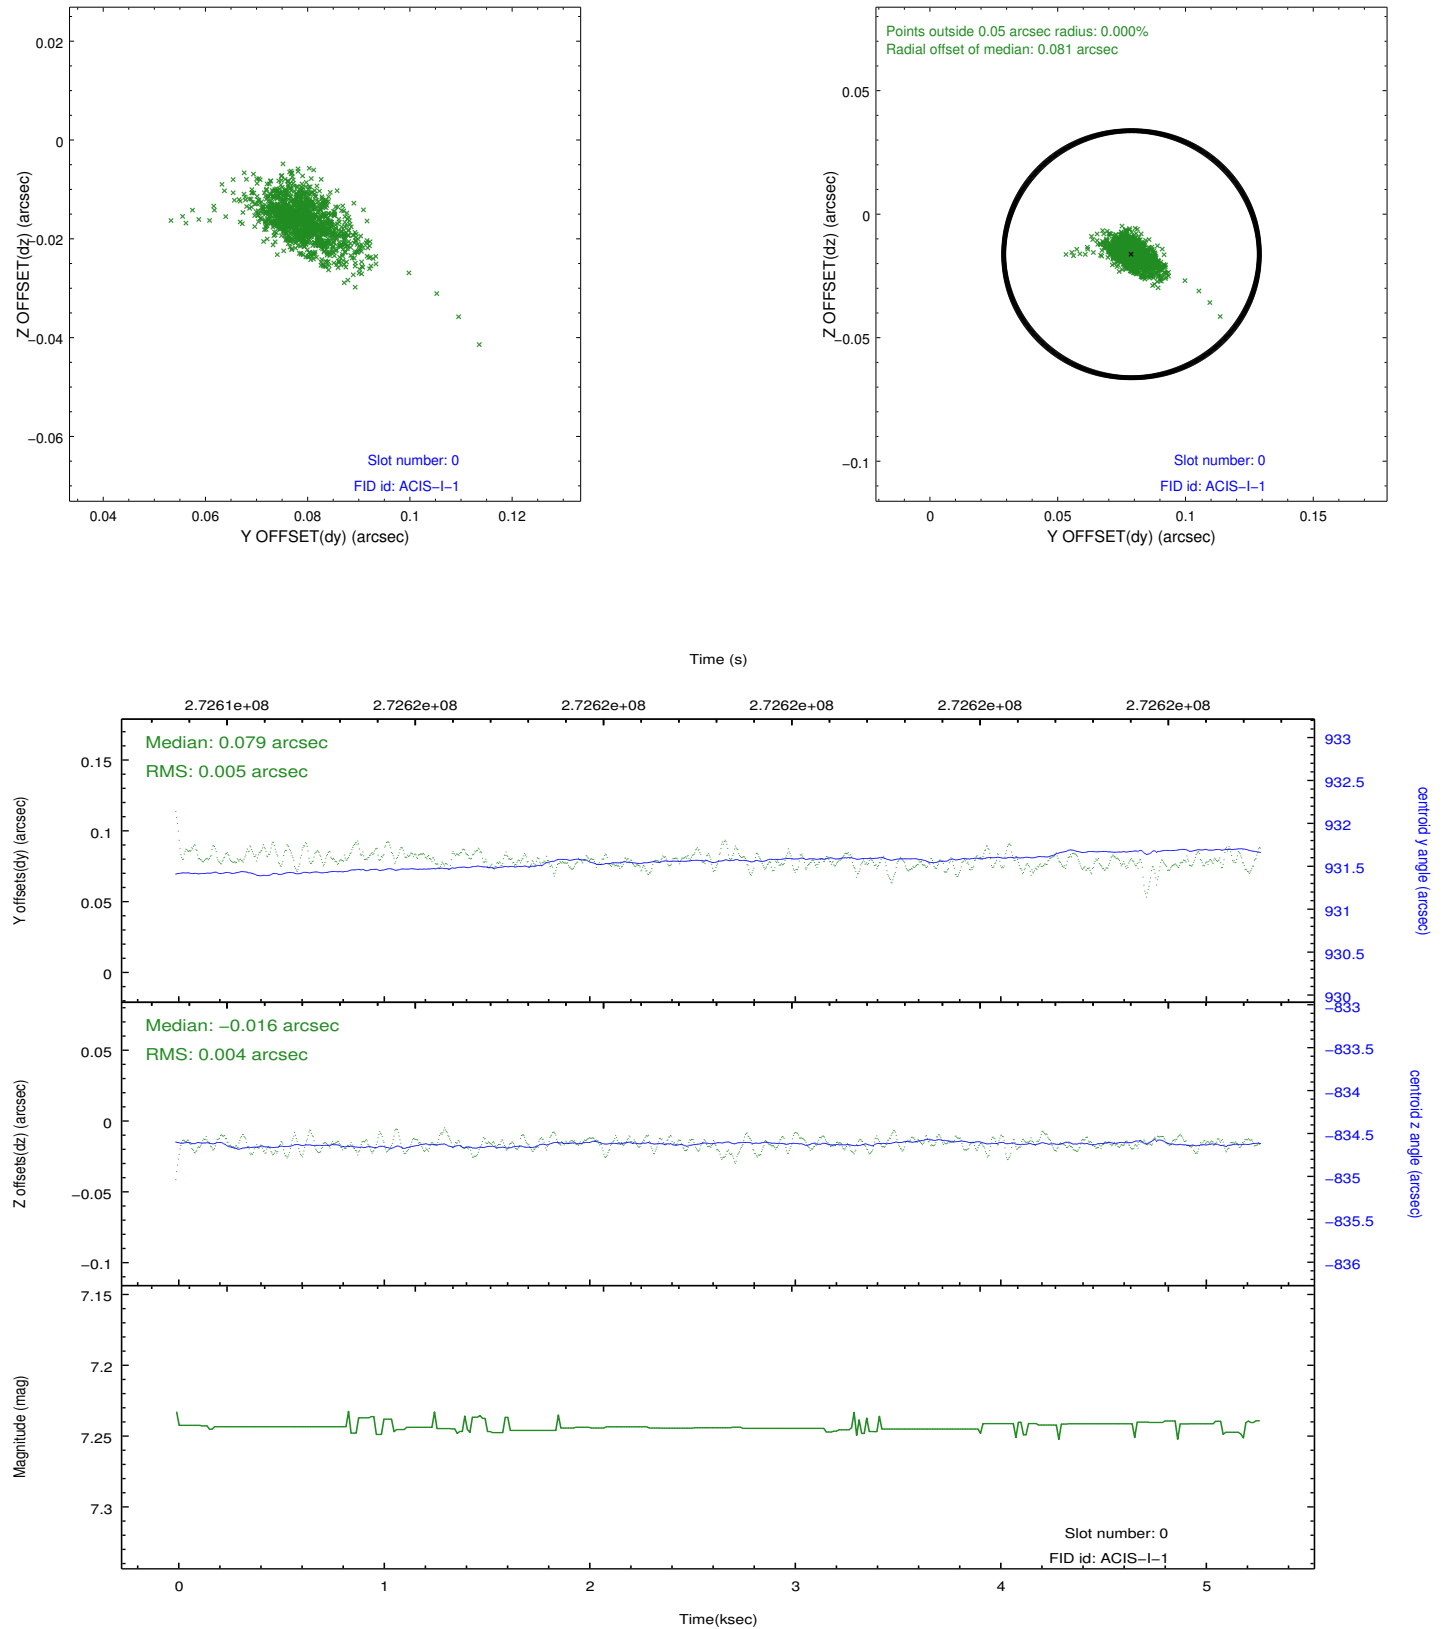 0.02
0
−0.02
−0.04
−0.06
Z OFFSET(dz) (arcsec)
Slot number: 0
FID id: ACIS−I−1
0.04 0.06 0.08 0.1 0.12
Y OFFSET(dy) (arcsec)
Points outside 0.05 arcsec radius: 0.000%
Radial offset of median: 0.081 arcsec
0.05
0
−0.05
−0.1
Z OFFSET(dz) (arcsec)
Slot number: 0
FID id: ACIS−I−1
0 0.05 0.1 0.15
Y OFFSET(dy) (arcsec)
Time (s)
2.7261e+08 2.7262e+08 2.7262e+08 2.7262e+08 2.7262e+08 2.7262e+08
Median: 0.079 arcsec
RMS: 0.005 arcsec
0.15
0.1
0.05
0
Y offsets(dy) (arcsec)
933
932.5
932
931.5
931
930.5
930
centroid y angle (arcsec)
Median: −0.016 arcsec
RMS: 0.004 arcsec
0.05
0
−0.05
−0.1
Z offsets(dz) (arcsec)
−833
−833.5
−834
−834.5
−835
−835.5
−836
centroid z angle (arcsec)
7.15
7.2
7.25
7.3
Magnitude (mag)
Slot number: 0
FID id: ACIS−I−1
0 1 2 3 4 5
Time(ksec)